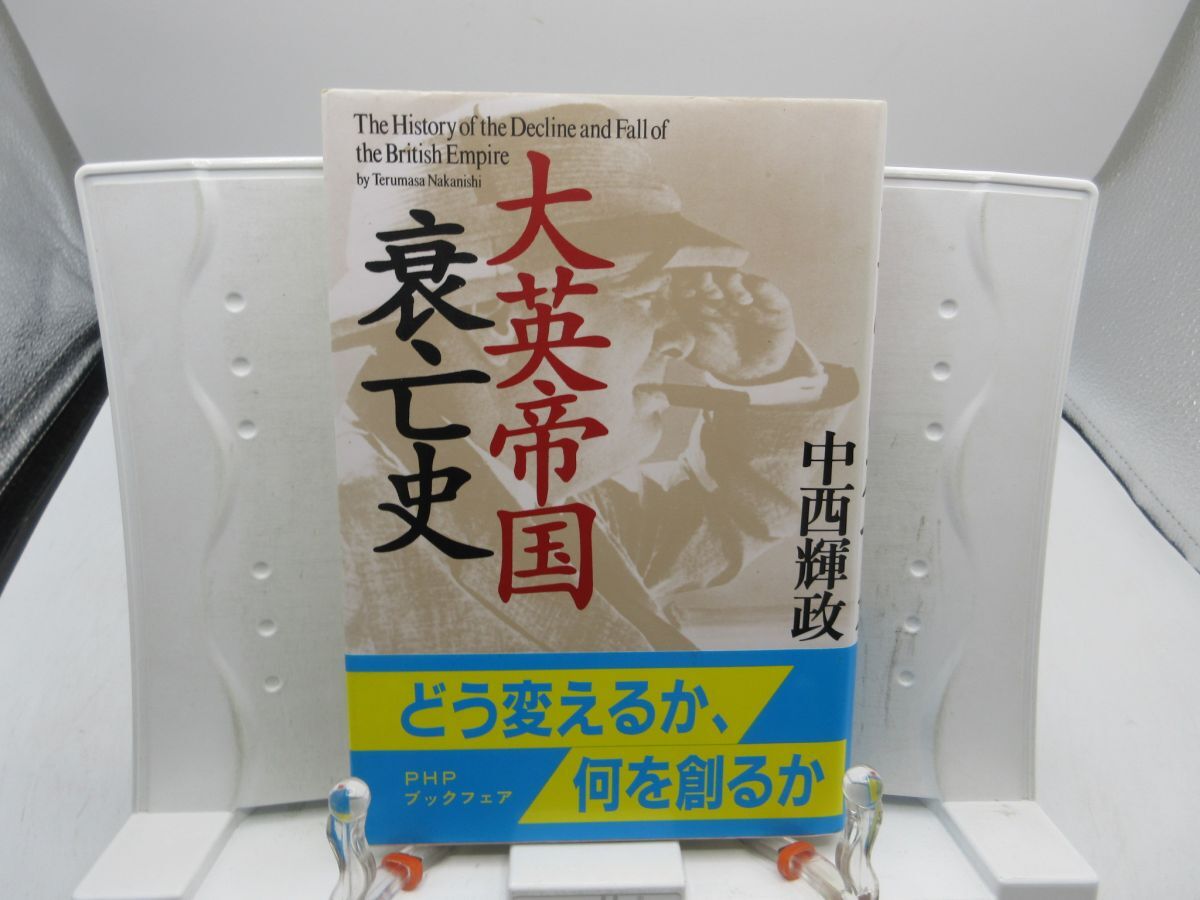 The History of the Decline and Fall of
the British Empire
by Terumasa Nakanishi
大英帝国
衰亡史
中西輝政
どう変えるか、
何を創るか
PHP
ブックフェア